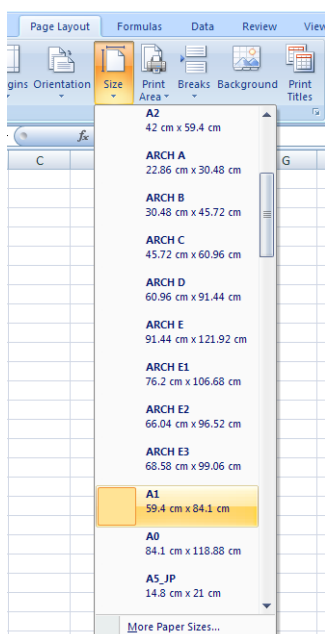 Page Layout Formulas Data Review View
gins Orientation Size Print Area Breaks Background Print Titles
fx
C G
A2
42 cm x 59.4 cm
ARCH A
22.86 cm x 30.48 cm
ARCH B
30.48 cm x 45.72 cm
ARCH C
45.72 cm x 60.96 cm
ARCH D
60.96 cm x 91.44 cm
ARCH E
91.44 cm x 121.92 cm
ARCH E1
76.2 cm x 106.68 cm
ARCH E2
66.04 cm x 96.52 cm
ARCH E3
68.58 cm x 99.06 cm
A1
59.4 cm x 84.1 cm
A0
84.1 cm x 118.88 cm
A5_JP
14.8 cm x 21 cm
More Paper Sizes...